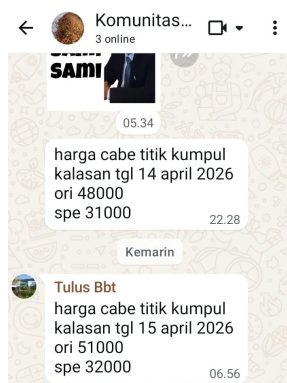 Komunitas...
3 online
SAMI
05.34
harga cabe titik kumpul
kalasan tgl 14 april 2026
ori 48000
spe 31000
22.28
Kemarin
Tulus Bbt
harga cabe titik kumpul
kalasan tgl 15 april 2026
ori 51000
spe 32000
06.56